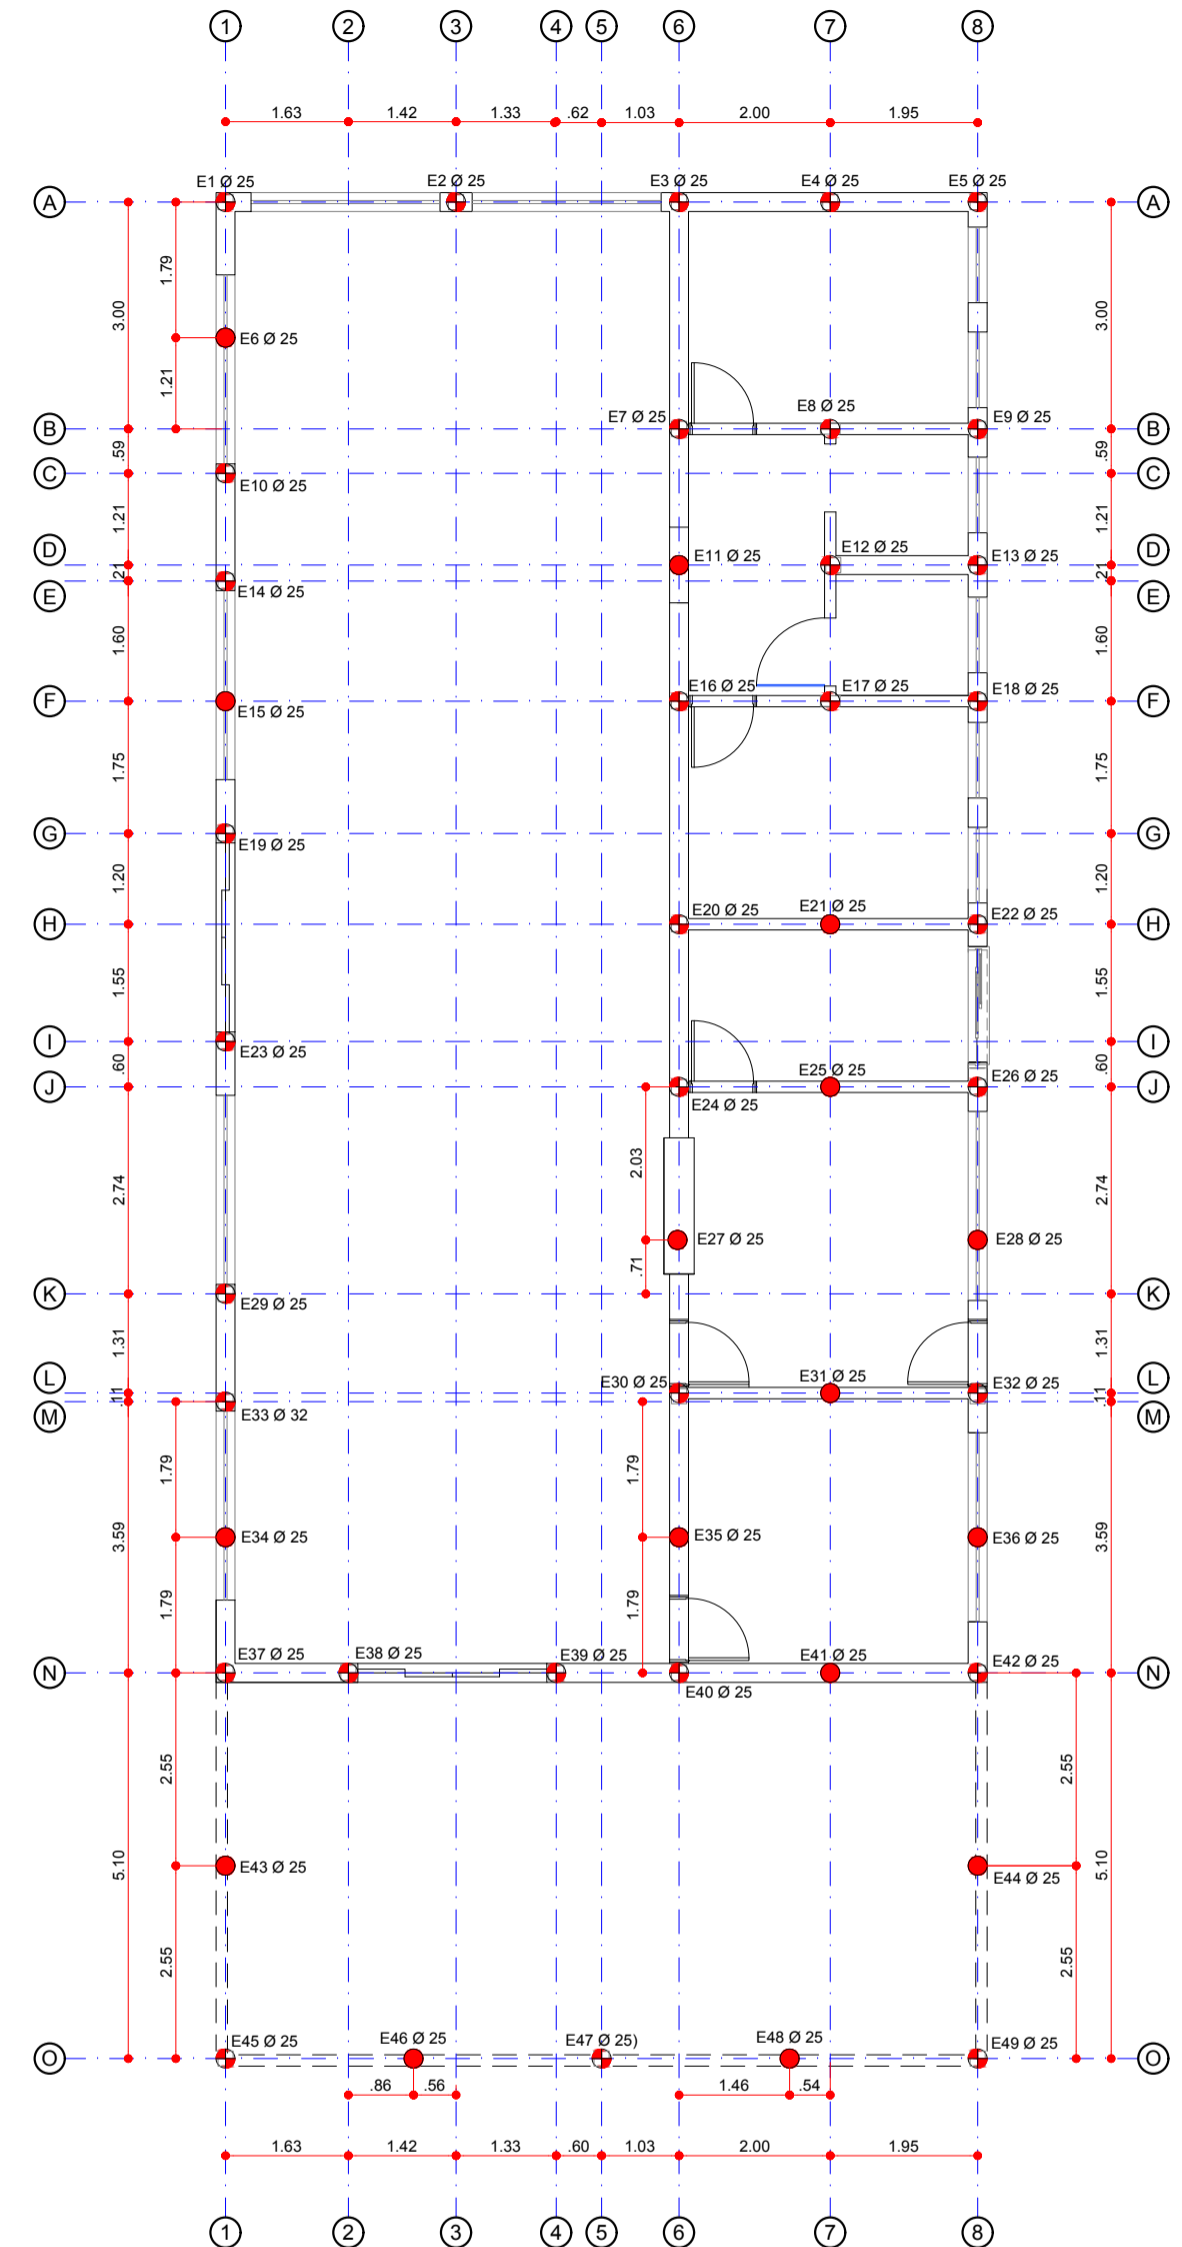 1 2 3 4 5 6 7 8
1.63 1.42 1.33 .62 1.03 2.00 1.95
E1 Ø 25 E2 Ø 25 E3 Ø 25 E4 Ø 25 E5 Ø 25
A A
1.79
3.00 3.00
E6 Ø 25
1.21
E7 Ø 25 E8 Ø 25 E9 Ø 25
B B
.59 .59
C C
E10 Ø 25
1.21 1.21
D E11 Ø 25 E12 Ø 25 E13 Ø 25 D
.21 .21
E E14 Ø 25 E
1.60 1.60
E16 Ø 25 E17 Ø 25 E18 Ø 25
F E15 Ø 25 F
1.75 1.75
G G
E19 Ø 25
1.20 1.20
E20 Ø 25 E21 Ø 25 E22 Ø 25
H H
1.55 1.55
I I
E23 Ø 25
.60 .60
E25 Ø 25 E26 Ø 25
J J
E24 Ø 25
2.03
2.74 2.74
E27 Ø 25 E28 Ø 25
.71
K K
E29 Ø 25
1.31 1.31
L E30 Ø 25 E31 Ø 25 E32 Ø 25 L
.11 .11
M E33 Ø 32 M
1.79 1.79
3.59 E34 Ø 25 E35 Ø 25 E36 Ø 25 3.59
1.79 1.79
E37 Ø 25 E38 Ø 25 E39 Ø 25 E41 Ø 25 E42 Ø 25
N N
E40 Ø 25
2.55 2.55
5.10 E43 Ø 25 E44 Ø 25 5.10
2.55 2.55
E45 Ø 25 E46 Ø 25 E47 Ø 25) E48 Ø 25 E49 Ø 25
O O
.86 .56 1.46 .54
1.63 1.42 1.33 .60 1.03 2.00 1.95
1 2 3 4 5 6 7 8